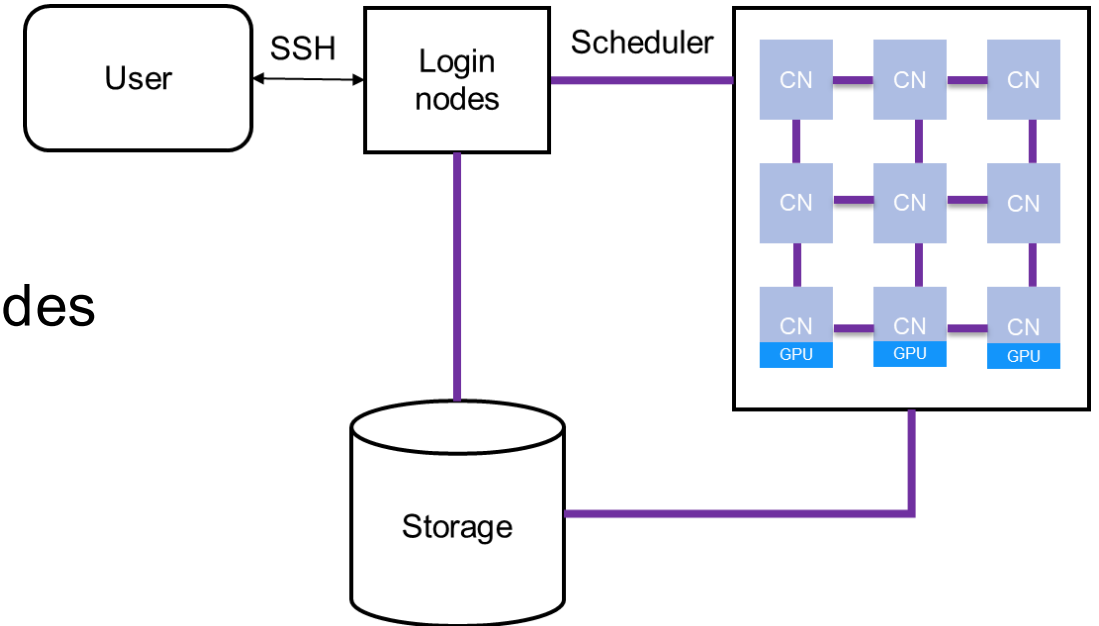 User
SSH
Login
nodes
Scheduler
CN CN CN
CN CN CN
CN CN CN
GPU GPU GPU
des
Storage